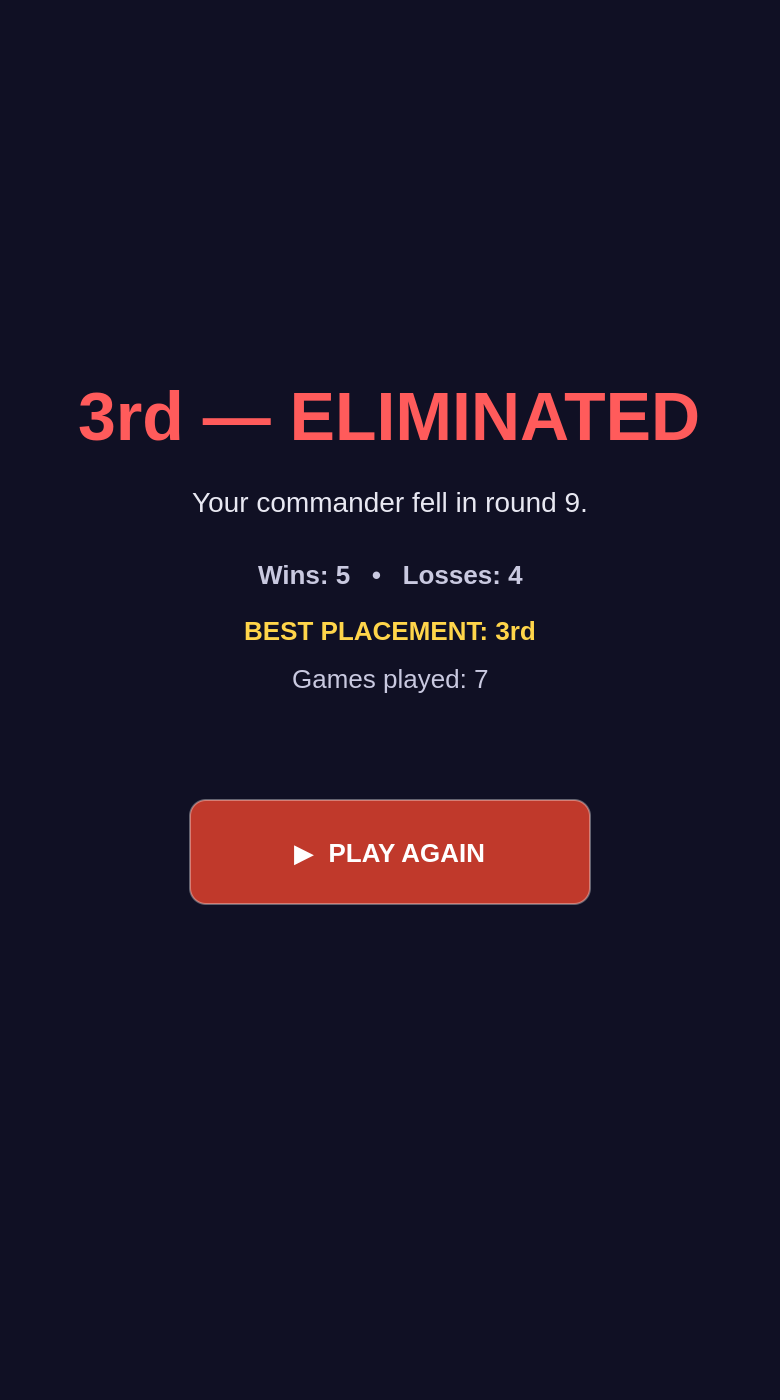 3rd — ELIMINATED
Your commander fell in round 9.
Wins: 5 • Losses: 4
BEST PLACEMENT: 3rd
Games played: 7
▶ PLAY AGAIN